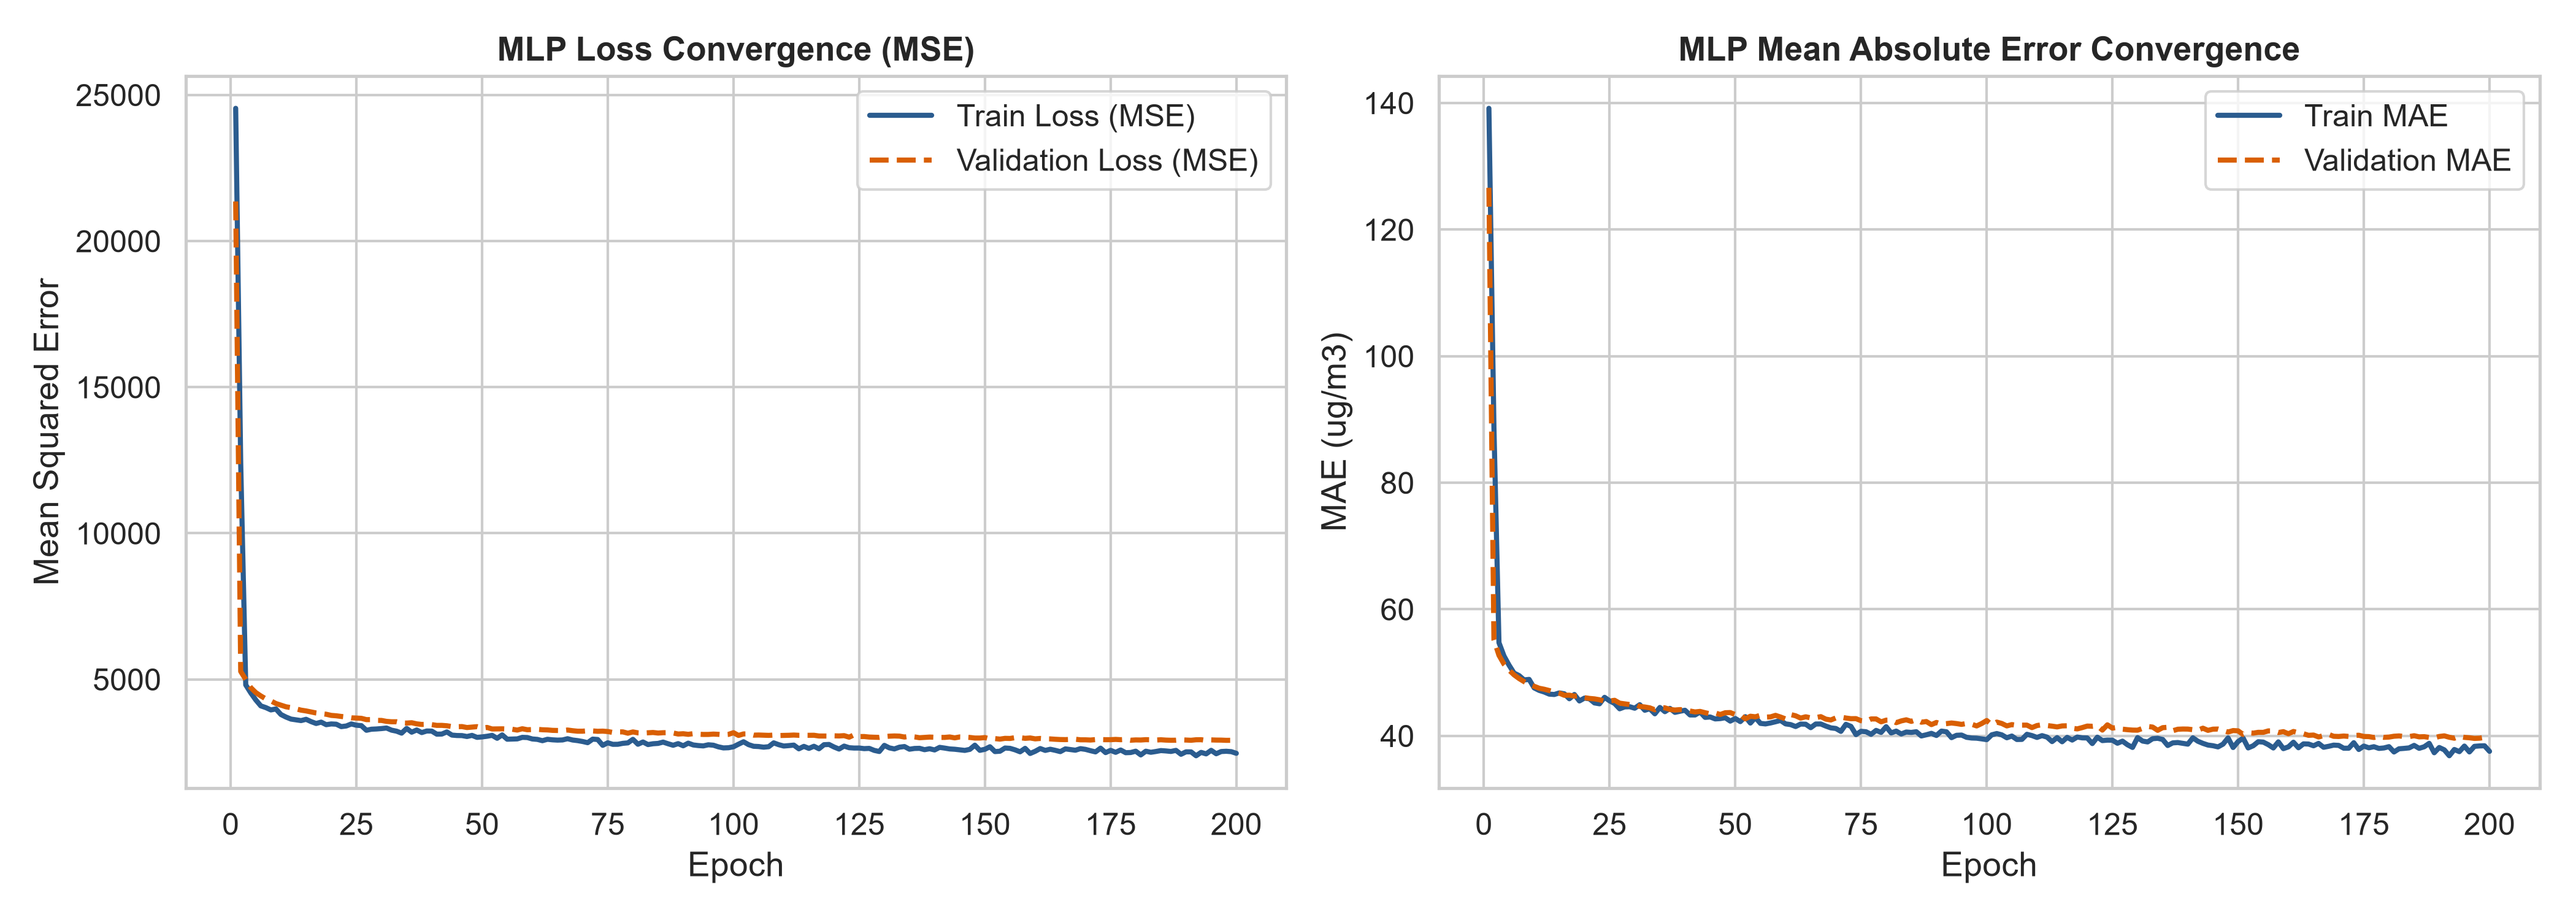 MLP Loss Convergence (MSE)
25000
20000
15000
10000
5000
Mean Squared Error
Train Loss (MSE)
Validation Loss (MSE)
0 25 50 75 100 125 150 175 200
Epoch
MLP Mean Absolute Error Convergence
140
120
100
80
60
40
MAE (ug/m3)
Train MAE
Validation MAE
0 25 50 75 100 125 150 175 200
Epoch